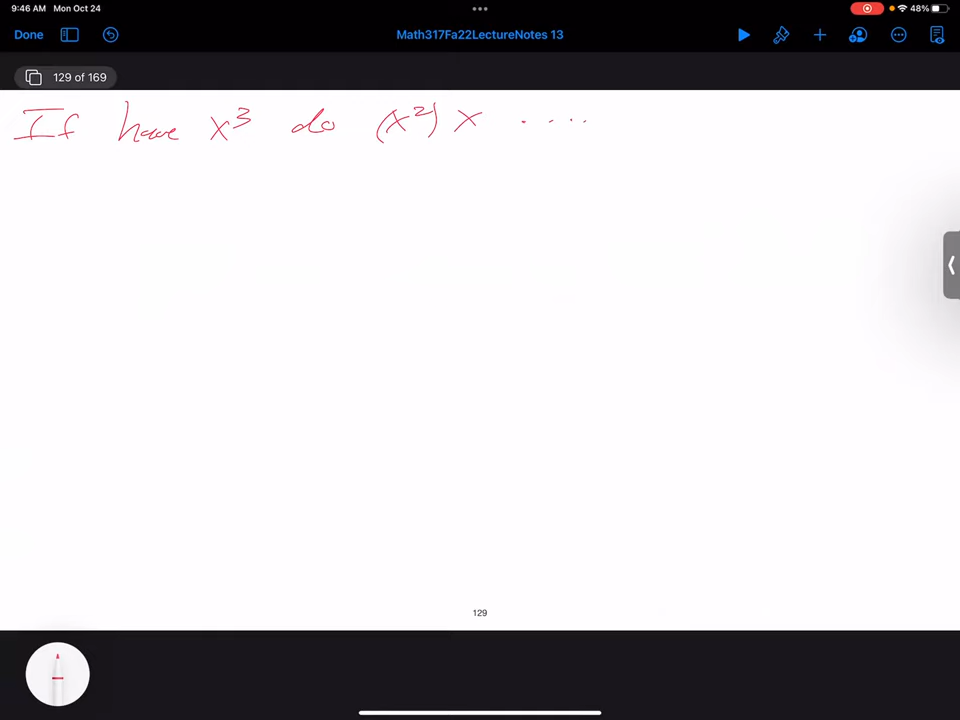 9:46 AM Mon Oct 24
48%
Done
Math317Fa22LectureNotes 13
129 of 169
If have x³ do (x²) x .....
129